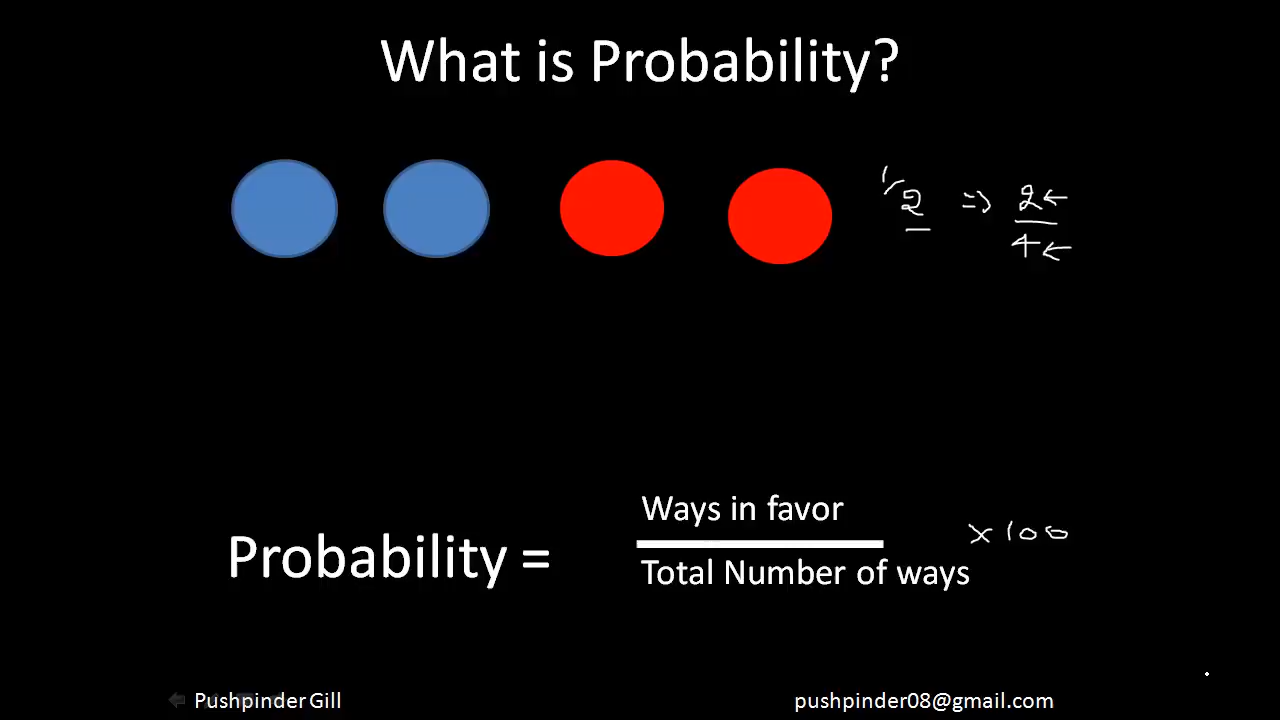 What is Probability?
1/2 => 2←
4←
Ways in favor
Probability = ×100
Total Number of ways
Pushpinder Gill pushpinder08@gmail.com